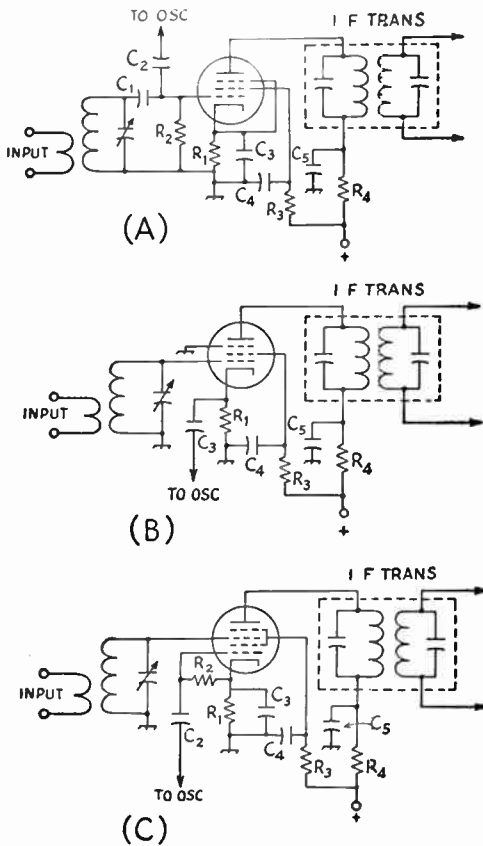 TO OSC
I F TRANS
C2
C1
INPUT
R2
R1
C3
C4
C5
R3
R4
+
(A)
I F TRANS
INPUT
R1
C3
C4
C5
R3
R4
TO OSC
+
(B)
I F TRANS
INPUT
R2
R1
C3
C2
C4
C5
R3
R4
TO OSC
+
(C)